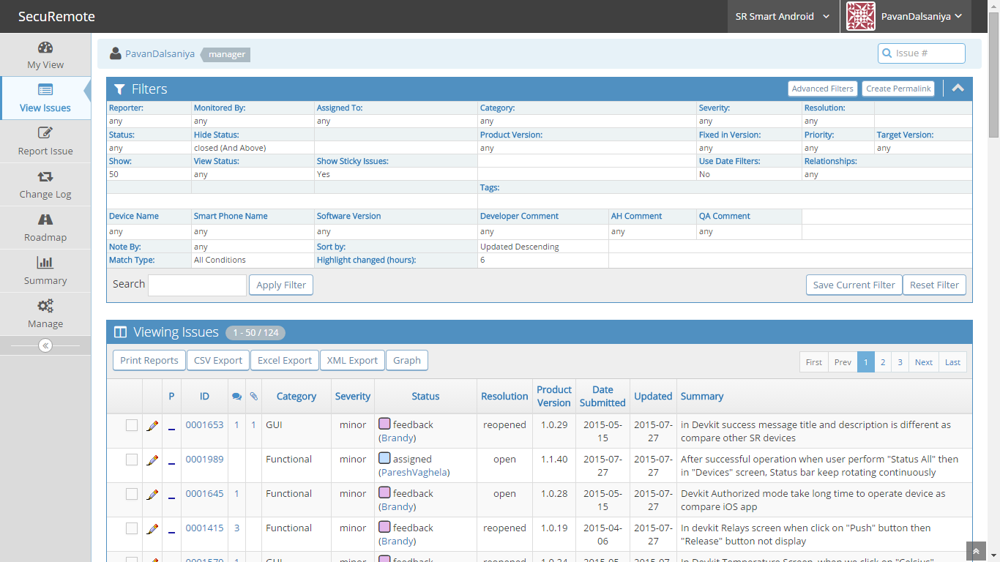 SecuRemote
SR Smart Android
PavanDalsaniya
My View
View Issues
Report Issue
Change Log
Roadmap
Summary
Manage
PavanDalsaniya manager
Issue #
Filters
Advanced Filters Create Permalink
Reporter: Monitored By: Assigned To: Category: Severity: Resolution:
any any any any any any
Status: Hide Status: Product Version: Fixed in Version: Priority: Target Version:
any closed (And Above) any any any any
Show: View Status: Show Sticky Issues: Use Date Filters: Relationships:
50 any Yes No any
Tags:
Device Name Smart Phone Name Software Version Developer Comment AH Comment QA Comment
any any any any any any
Note By: any Sort by: Updated Descending
Match Type: All Conditions Highlight changed (hours): 6
Search Apply Filter Save Current Filter Reset Filter
Viewing Issues 1 - 50 / 124
Print Reports CSV Export Excel Export XML Export Graph First Prev 1 2 3 Next Last
P ID Category Severity Status Resolution Product Version Date Submitted Updated Summary
0001653 1 1 GUI minor feedback (Brandy) reopened 1.0.29 2015-05-15 2015-07-27 in Devkit success message title and description is different as
compare other SR devices
0001989 Functional minor assigned (PareshVaghela) open 1.1.40 2015-07-27 2015-07-27 After successful operation when user perform "Status All" then
in "Devices" screen, Status bar keep rotating continuously
0001645 1 Functional minor feedback (Brandy) open 1.0.28 2015-05-15 2015-07-27 Devkit Authorized mode take long time to operate device as
compare iOS app
0001415 3 Functional minor feedback (Brandy) reopened 1.0.19 2015-04-06 2015-07-27 In devkit Relays screen when click on "Push" button then
"Release" button not display
0001570 1 GUI minor feedback reopened 1.0.24 2015-05- 2015-07- In Devkit Temperature Screen, when we click on "Celsius"